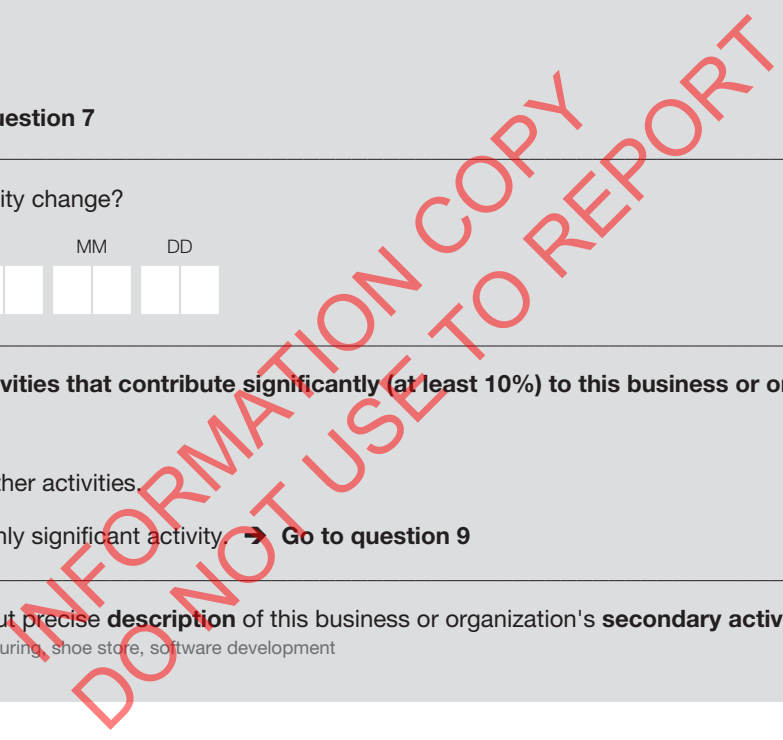 uestion 7
ity change?
MM DD
vities that contribute significantly (at least 10%) to this business or o
ther activities.
nly significant activity. ➔ Go to question 9
ut precise description of this business or organization's secondary activ
uring, shoe store, software development
INFORMATION COPY
DO NOT USE TO REPORT